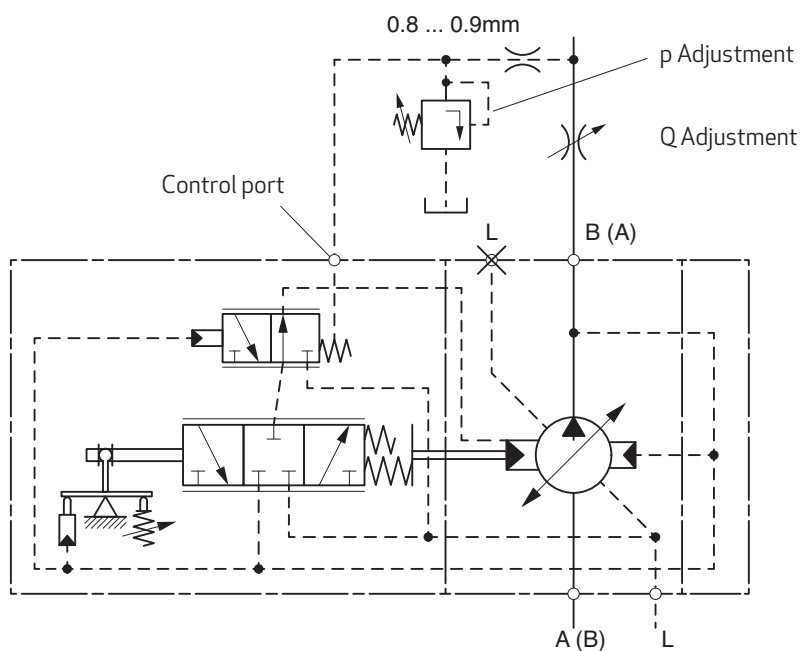 0.8 ... 0.9mm
p Adjustment
Q Adjustment
Control port
L
B (A)
A (B)
L